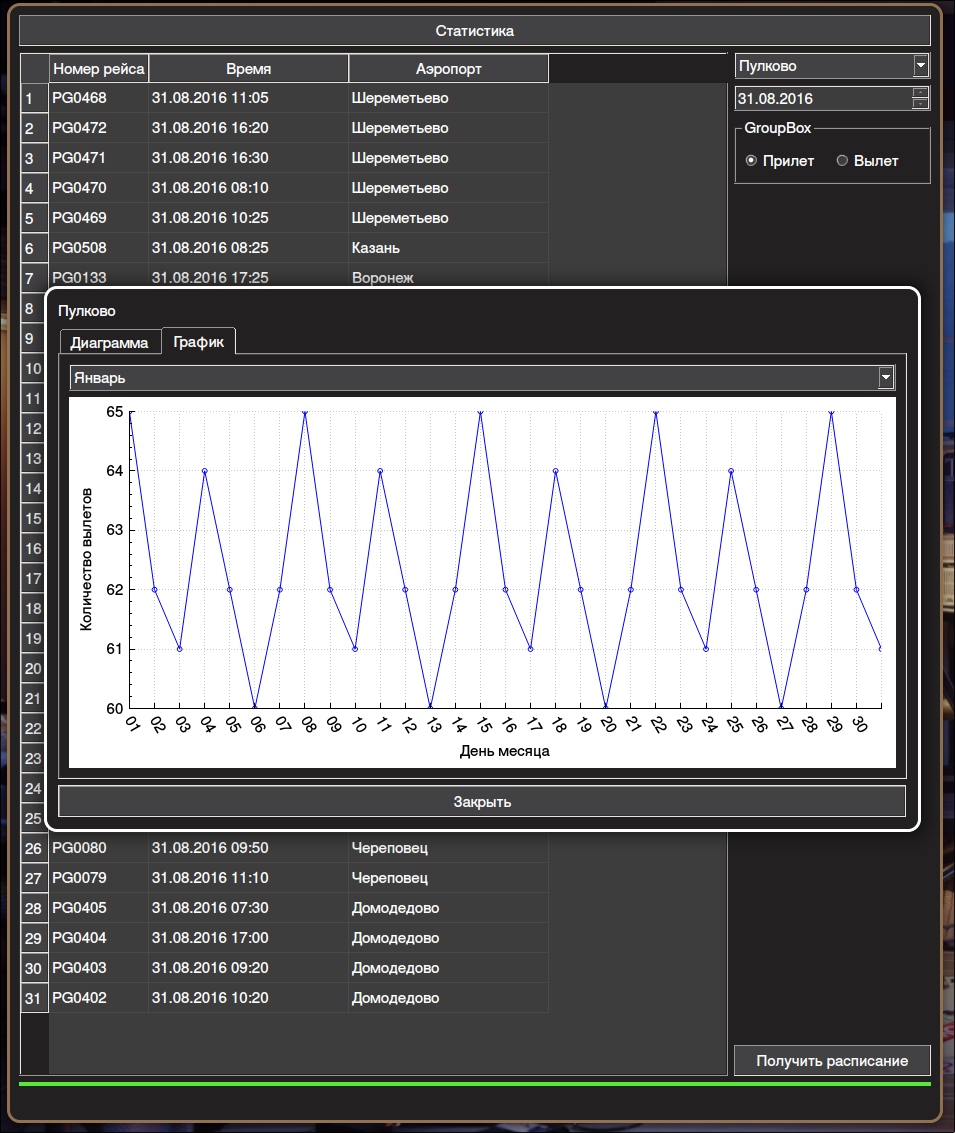 Статистика
Номер рейса Время Аэропорт
Пулково
31.08.2016
GroupBox
Прилет Вылет
1 PG0468 31.08.2016 11:05 Шереметьево
2 PG0472 31.08.2016 16:20 Шереметьево
3 PG0471 31.08.2016 16:30 Шереметьево
4 PG0470 31.08.2016 08:10 Шереметьево
5 PG0469 31.08.2016 10:25 Шереметьево
6 PG0508 31.08.2016 08:25 Казань
7 PG0133 31.08.2016 17:25 Воронеж
8
9
10
11
12
13
14
15
16
17
18
19
20
21
22
23
24
25
Пулково
Диаграмма График
Январь
Количество вылетов
65
64
63
62
61
60
01 02 03 04 05 06 07 08 09 10 11 12 13 14 15 16 17 18 19 20 21 22 23 24 25 26 27 28 29 30
День месяца
Закрыть
26 PG0080 31.08.2016 09:50 Череповец
27 PG0079 31.08.2016 11:10 Череповец
28 PG0405 31.08.2016 07:30 Домодедово
29 PG0404 31.08.2016 17:00 Домодедово
30 PG0403 31.08.2016 09:20 Домодедово
31 PG0402 31.08.2016 10:20 Домодедово
Получить расписание